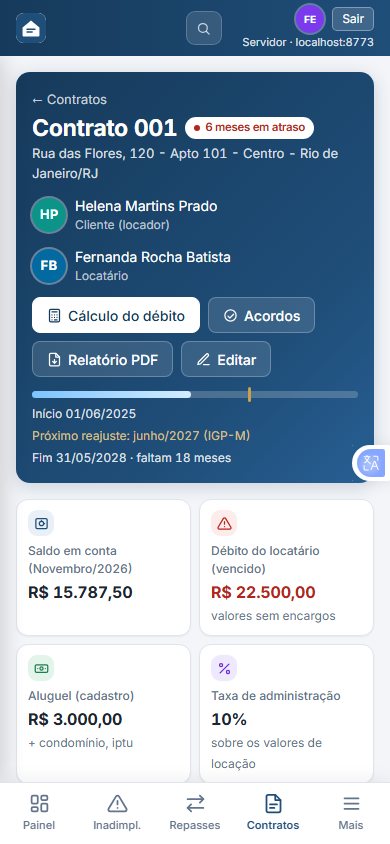 FE
Sair
Servidor · localhost:8773
← Contratos
Contrato 001
6 meses em atraso
Rua das Flores, 120 - Apto 101 - Centro - Rio de
Janeiro/RJ
HP
Helena Martins Prado
Cliente (locador)
FB
Fernanda Rocha Batista
Locatário
Cálculo do débito
Acordos
Relatório PDF
Editar
Início 01/06/2025
Próximo reajuste: junho/2027 (IGP-M)
Fim 31/05/2028 · faltam 18 meses
Saldo em conta
(Novembro/2026)
R$ 15.787,50
Débito do locatário
(vencido)
R$ 22.500,00
valores sem encargos
Aluguel (cadastro)
R$ 3.000,00
+ condomínio, iptu
Taxa de administração
10%
sobre os valores de
locação
Painel
Inadimpl.
Repasses
Contratos
Mais